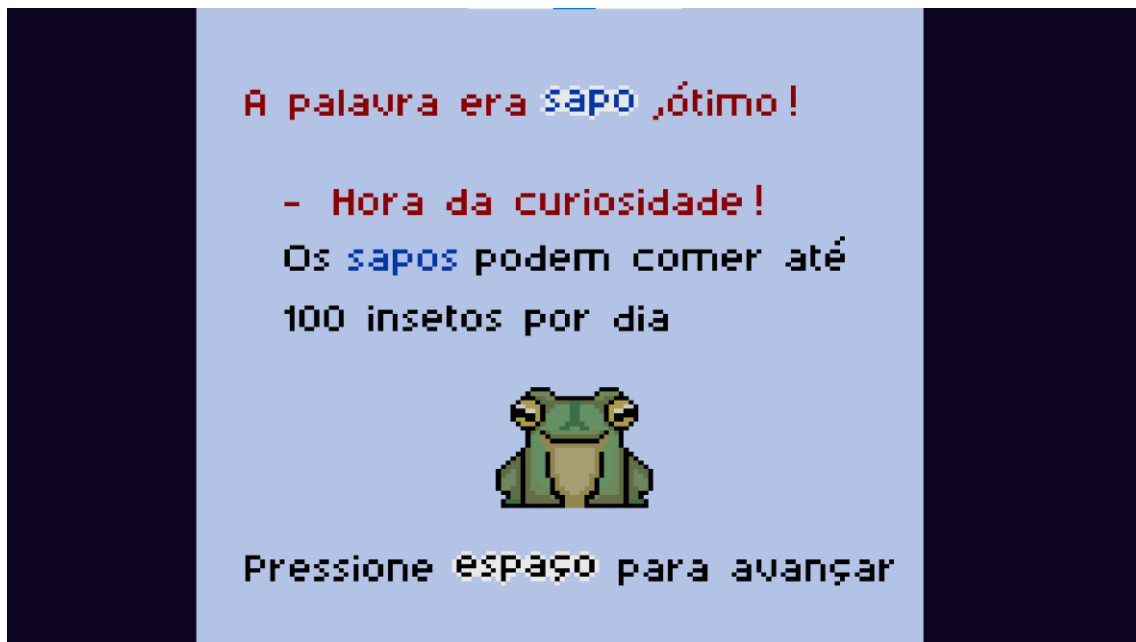 A palavra era sapo ,ótimo!
- Hora da curiosidade!
Os sapos podem comer até
100 insetos por dia
Pressione espaço para avançar